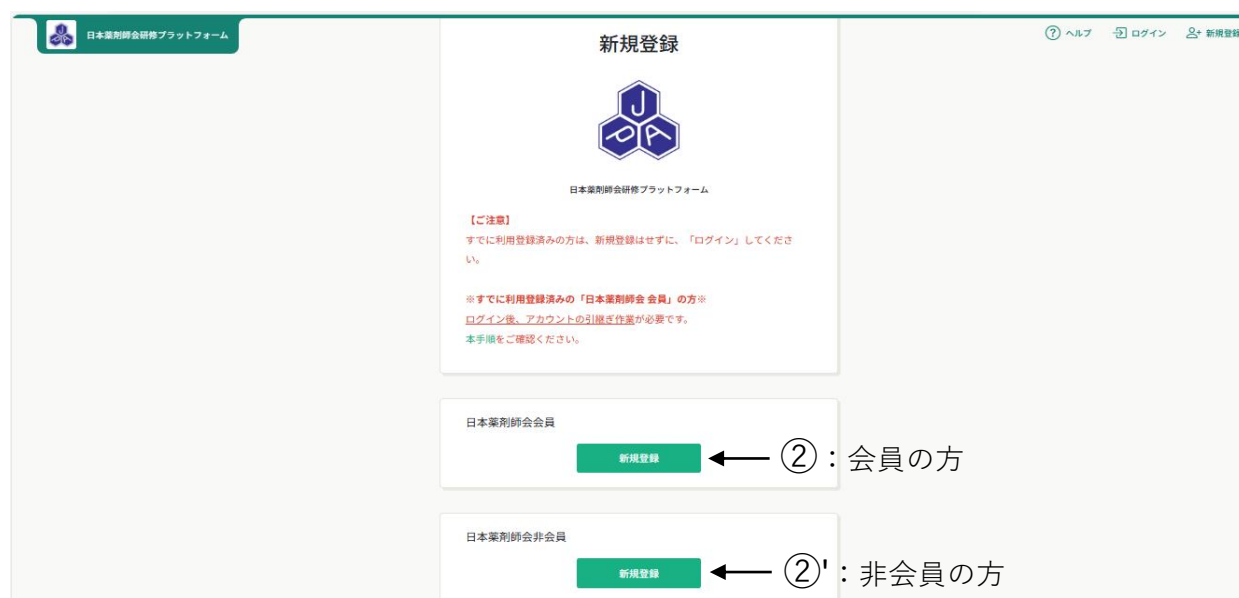 日本薬剤師会研修プラットフォーム
ヘルプ ログイン 新規登録
新規登録
J
P A
日本薬剤師会研修プラットフォーム
【ご注意】
すでに利用登録済みの方は、新規登録はせずに、「ログイン」してくださ
い。
※すでに利用登録済みの「日本薬剤師会 会員」の方※
ログイン後、アカウントの引継ぎ作業が必要です。
本手順をご確認ください。
日本薬剤師会会員
新規登録 ②：会員の方
日本薬剤師会非会員
新規登録 ②'：非会員の方